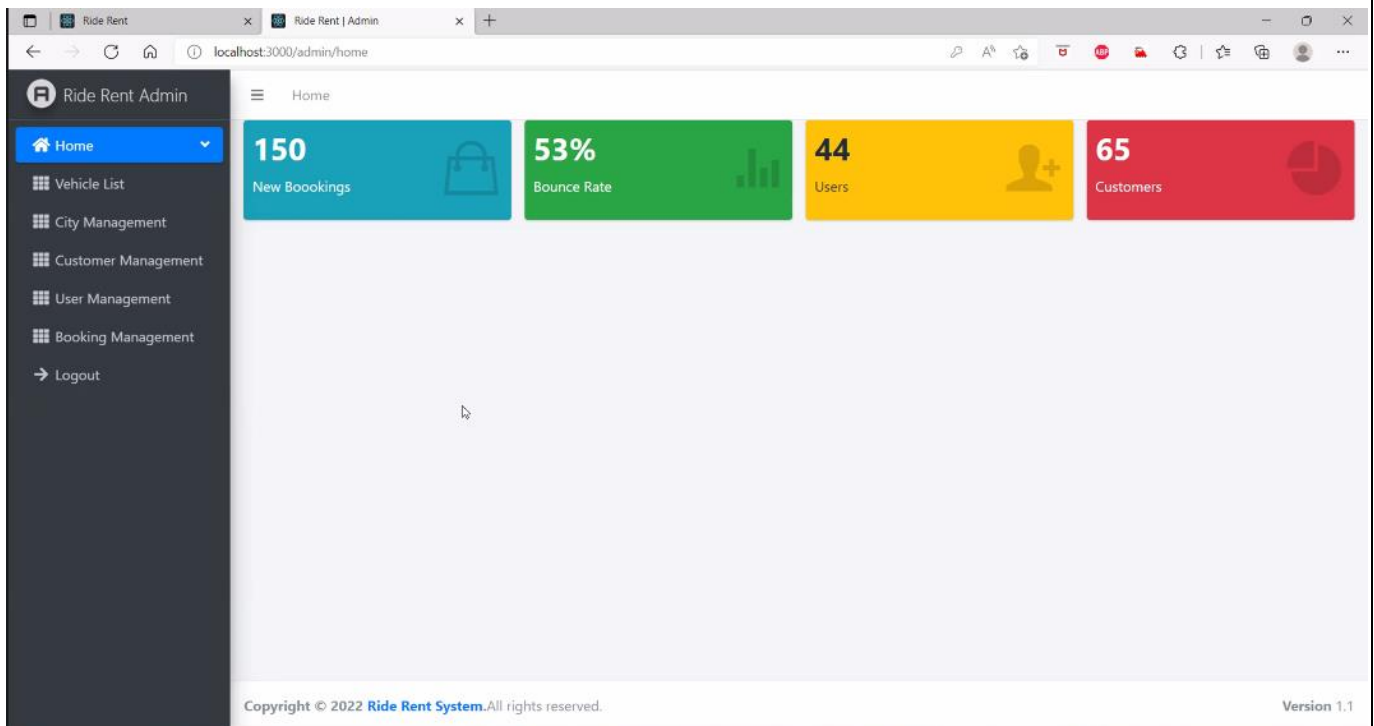 Ride Rent
Ride Rent | Admin
localhost:3000/admin/home
ABP
Ride Rent Admin
Home
Home
Vehicle List
City Management
Customer Management
User Management
Booking Management
Logout
150
New Boookings
53%
Bounce Rate
44
Users
65
Customers
Copyright © 2022 Ride Rent System.All rights reserved.
Version 1.1